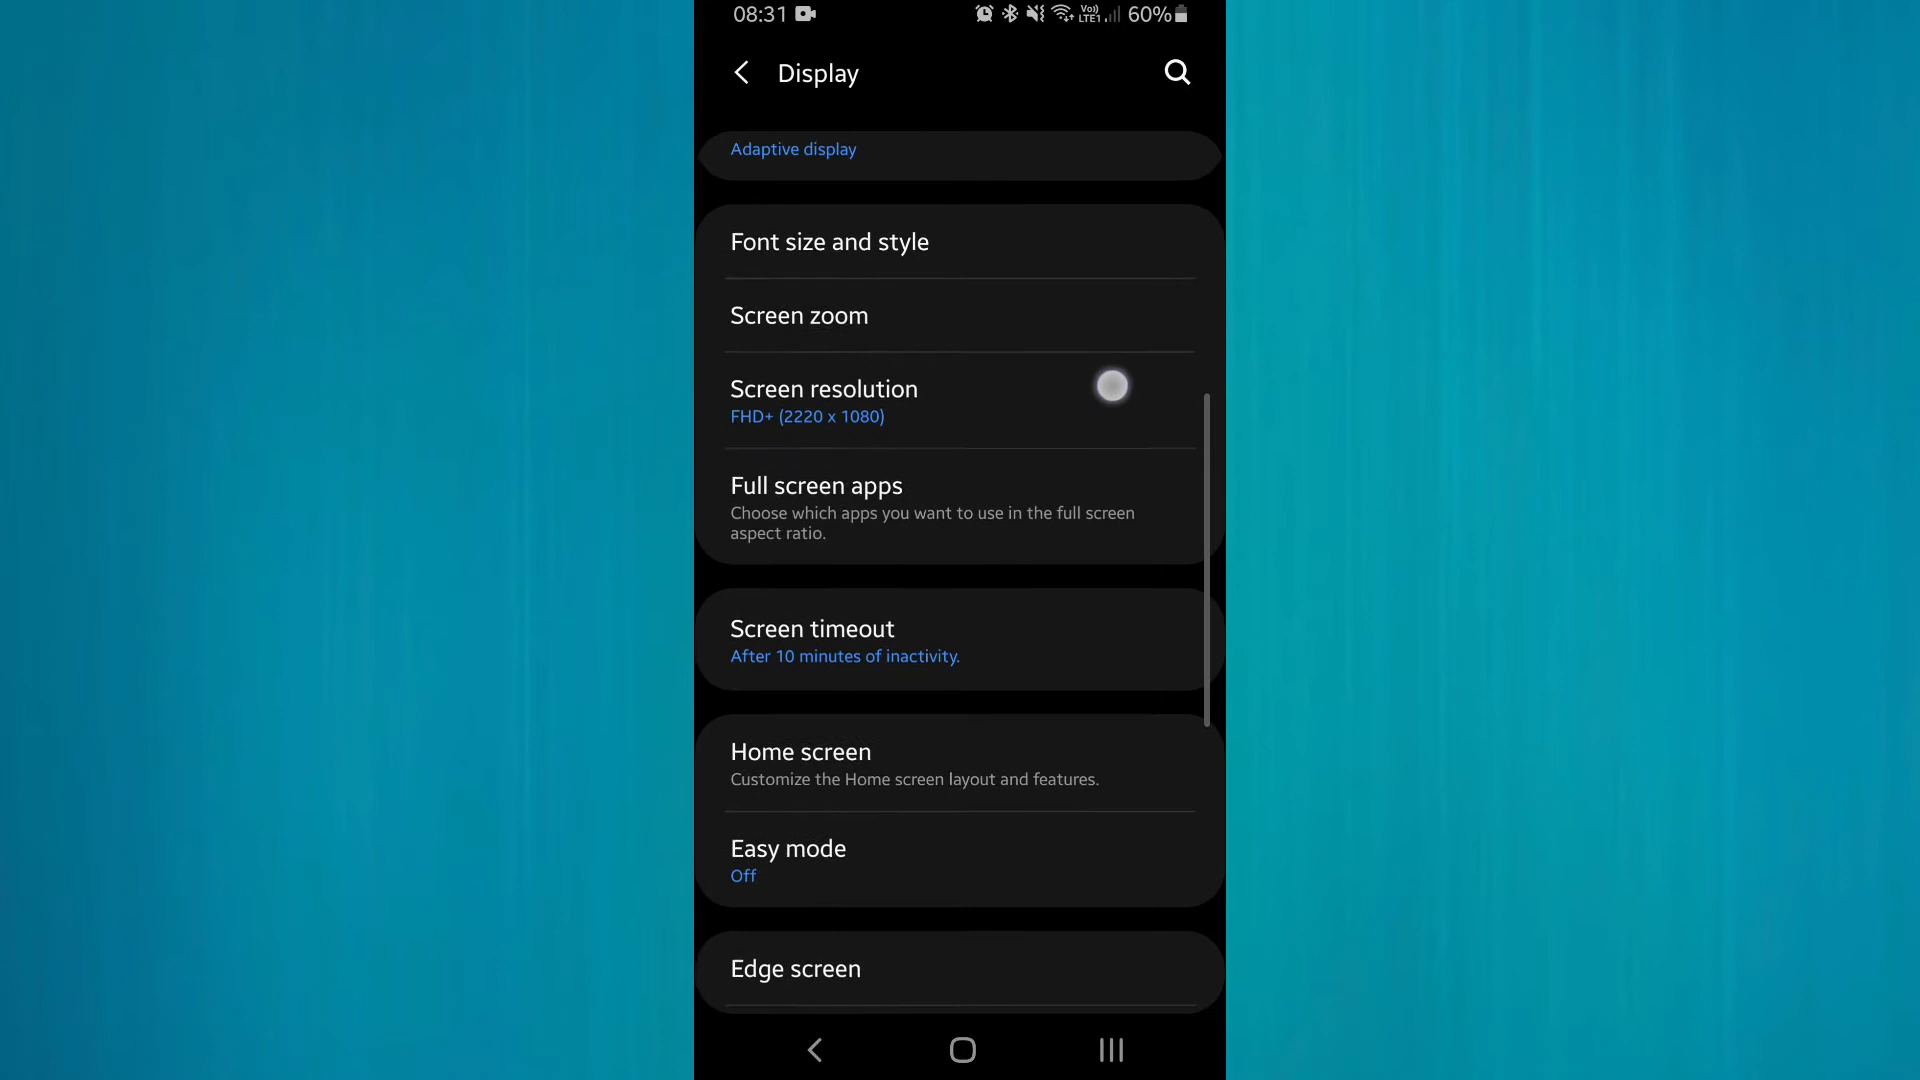 08:31
Vo)) LTE1 60%
Display
Adaptive display
Font size and style
Screen zoom
Screen resolution
FHD+ (2220 x 1080)
Full screen apps
Choose which apps you want to use in the full screen
aspect ratio.
Screen timeout
After 10 minutes of inactivity.
Home screen
Customize the Home screen layout and features.
Easy mode
Off
Edge screen